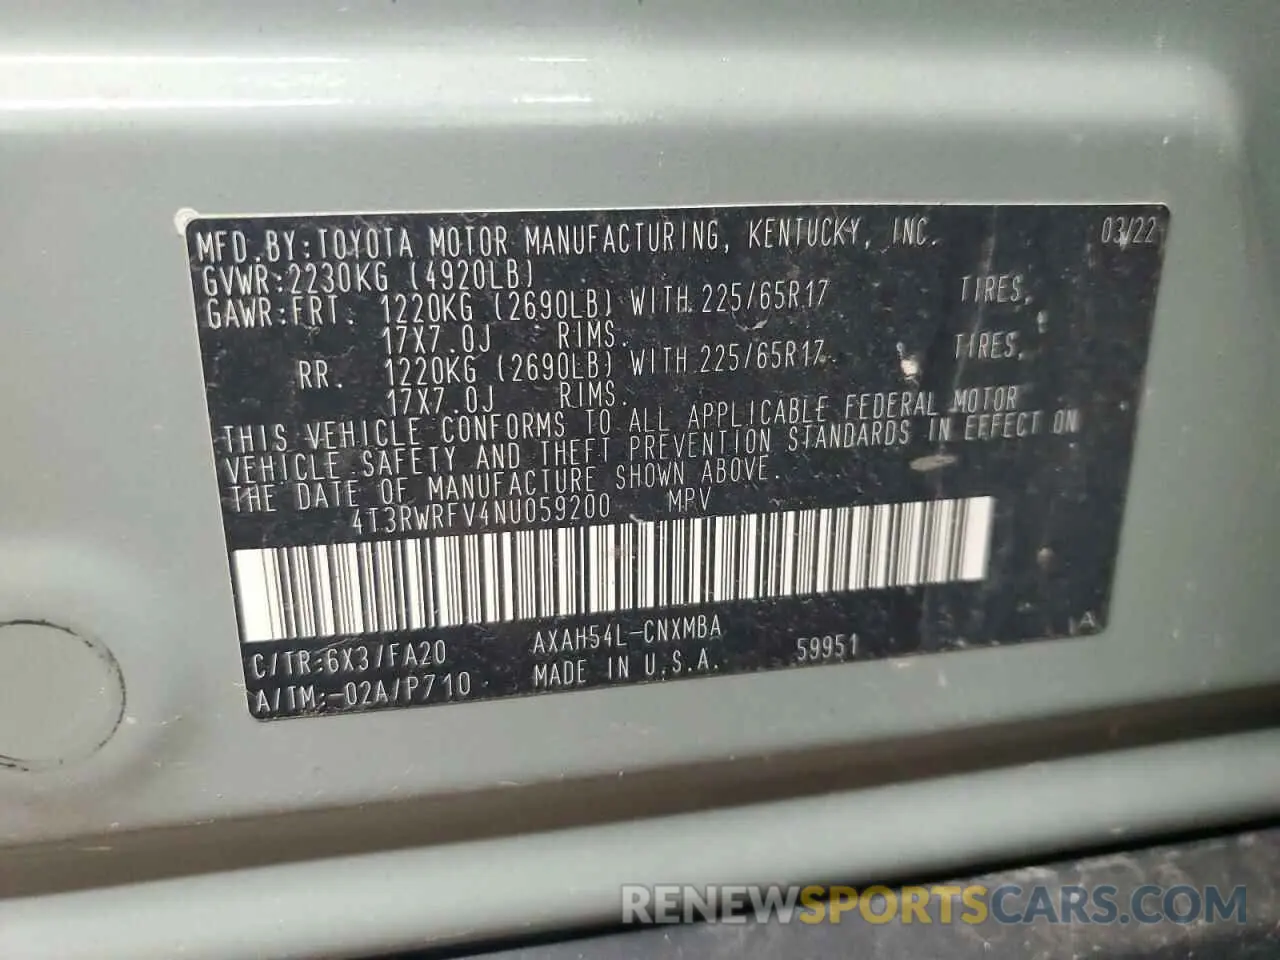 MFD.BY:TOYOTA MOTOR MANUFACTURING, KENTUCKY, INC. 03/22
GVWR:2230KG (4920LB)
GAWR:FRT. 1220KG (2690LB) WITH 225/65R17 TIRES,
17X7.0J RIMS.
RR. 1220KG (2690LB) WITH 225/65R17 TIRES,
17X7.0J RIMS.
THIS VEHICLE CONFORMS TO ALL APPLICABLE FEDERAL MOTOR
VEHICLE SAFETY AND THEFT PREVENTION STANDARDS IN EFFECT ON
THE DATE OF MANUFACTURE SHOWN ABOVE.
4T3RWRFV4NU059200 MPV
C/TR:6X3/FA20 AXAH54L-CNXMBA
A/TM:-02A/P710 MADE IN U.S.A. 59951 A
RENEWSPORTSCARS.COM